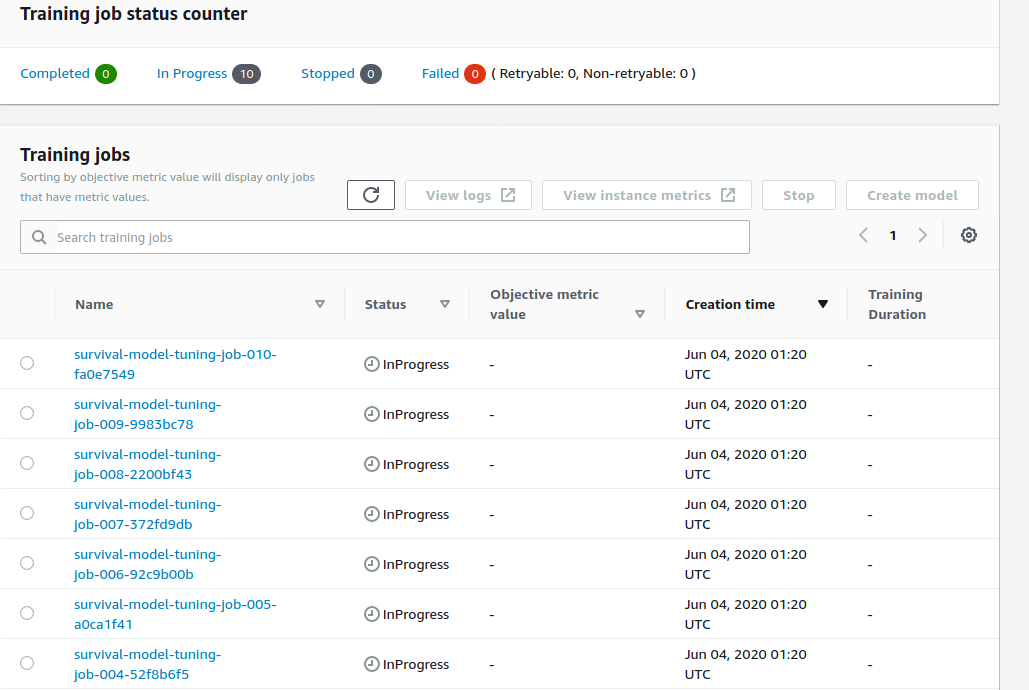 Training job status counter
Completed 0 In Progress 10 Stopped 0 Failed 0 ( Retryable: 0, Non-retryable: 0 )
Training jobs
Sorting by objective metric value will display only jobs
that have metric values.
View logs View instance metrics Stop Create model
Search training jobs
1
Name Status Objective metric value Creation time Training Duration
survival-model-tuning-job-010- InProgress - Jun 04, 2020 01:20 -
fa0e7549 UTC
survival-model-tuning- InProgress - Jun 04, 2020 01:20 -
job-009-9983bc78 UTC
survival-model-tuning- InProgress - Jun 04, 2020 01:20 -
job-008-2200bf43 UTC
survival-model-tuning- InProgress - Jun 04, 2020 01:20 -
job-007-372fd9db UTC
survival-model-tuning- InProgress - Jun 04, 2020 01:20 -
job-006-92c9b00b UTC
survival-model-tuning-job-005- InProgress - Jun 04, 2020 01:20 -
a0ca1f41 UTC
survival-model-tuning- InProgress - Jun 04, 2020 01:20 -
job-004-52f8b6f5 UTC